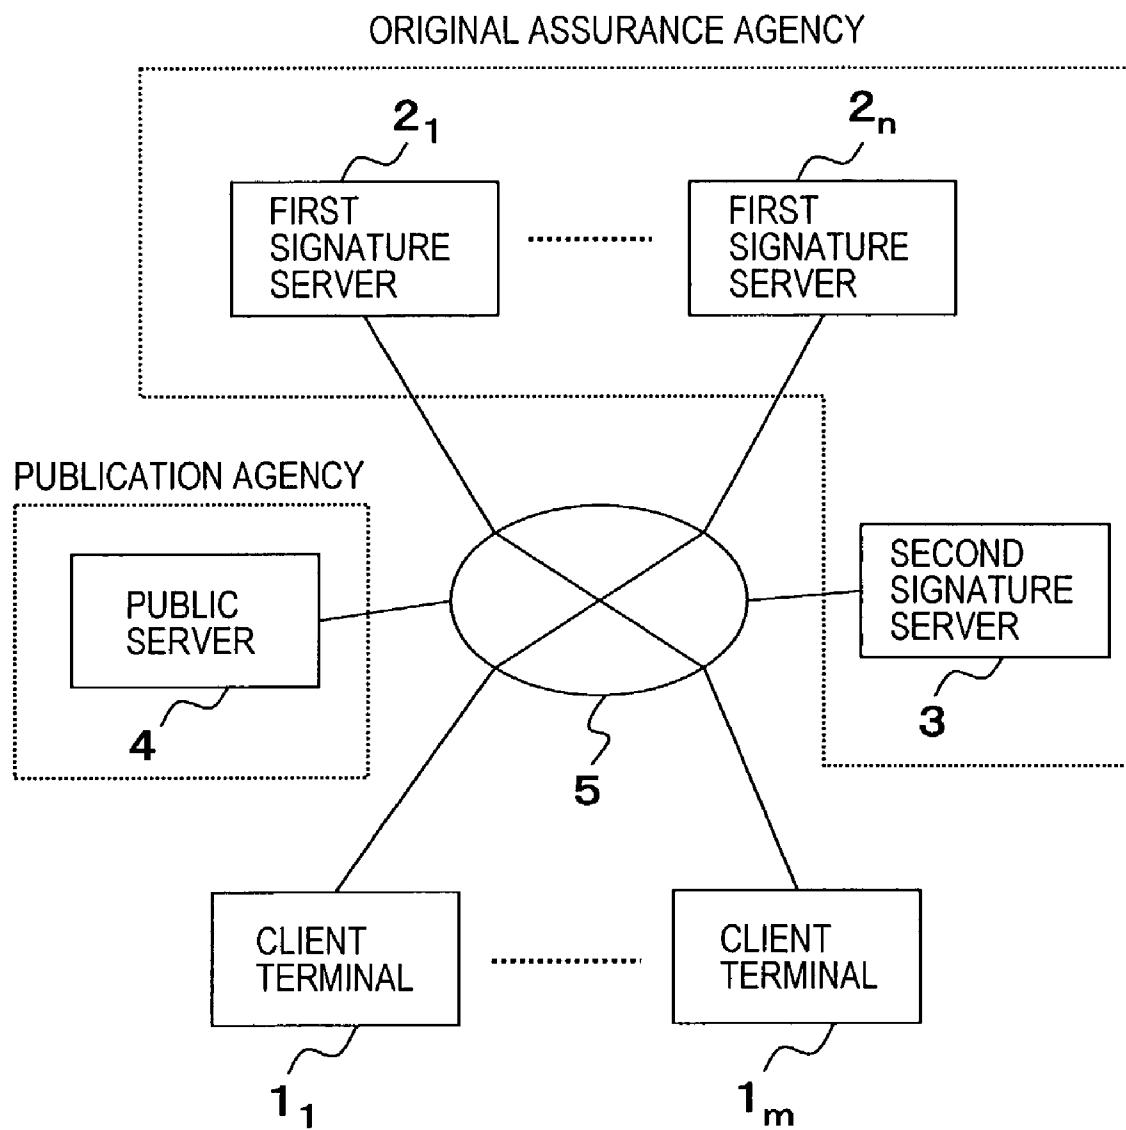 ORIGINAL ASSURANCE AGENCY
2₁
2ₙ
FIRST
SIGNATURE
SERVER
FIRST
SIGNATURE
SERVER
PUBLICATION AGENCY
PUBLIC
SERVER
4
SECOND
SIGNATURE
SERVER
3
5
CLIENT
TERMINAL
CLIENT
TERMINAL
1₁
1ₘ